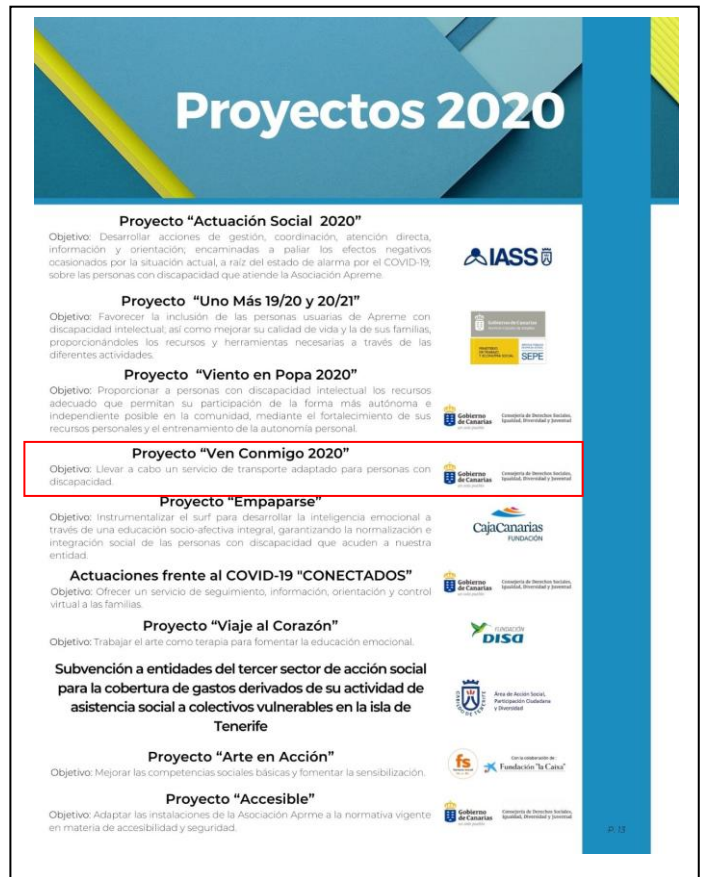 Proyectos 2020
Proyecto “Actuación Social 2020”
Objetivo: Desarrollar acciones de gestión, coordinación, atención directa,
información y orientación; encaminadas a paliar los efectos negativos
ocasionados por la situación actual, a raíz del estado de alarma por el COVID-19;
sobre las personas con discapacidad que atiende la Asociación Apreme.
IASS
Proyecto “Uno Más 19/20 y 20/21”
Objetivo: Favorecer la inclusión de las personas usuarias de Apreme con
discapacidad intelectual, así como mejorar su calidad de vida y la de sus familias,
proporcionándoles los recursos y herramientas necesarias a través de las
diferentes actividades.
Gobierno de Canarias
SEPE
Proyecto “Viento en Popa 2020”
Objetivo: Proporcionar a personas con discapacidad intelectual los recursos
adecuado que permitan su participación de la forma más autónoma e
independiente posible en la comunidad, mediante el fortalecimiento de sus
recursos personales y el entrenamiento de la autonomía personal.
Gobierno
de Canarias
Consejería de Derechos Sociales,
Igualdad, Diversidad y Juventud
Proyecto “Ven Conmigo 2020”
Objetivo: Llevar a cabo un servicio de transporte adaptado para personas con
discapacidad.
Gobierno
de Canarias
Consejería de Derechos Sociales,
Igualdad, Diversidad y Juventud
Proyecto “Empaparse”
Objetivo: Instrumentalizar el surf para desarrollar la inteligencia emocional a
través de una educación socio-afectiva integral, garantizando la normalización e
integración social de las personas con discapacidad que acuden a nuestra
entidad.
CajaCanarias
FUNDACIÓN
Actuaciones frente al COVID-19 "CONECTADOS”
Objetivo: Ofrecer un servicio de seguimiento, información, orientación y control
virtual a las familias.
Gobierno
de Canarias
Consejería de Derechos Sociales,
Igualdad, Diversidad y Juventud
Proyecto “Viaje al Corazón”
Objetivo: Trabajar el arte como terapia para fomentar la educación emocional.
FUNDACIÓN
DISA
Subvención a entidades del tercer sector de acción social
para la cobertura de gastos derivados de su actividad de
asistencia social a colectivos vulnerables en la isla de
Tenerife
CABILDO DE TENERIFE
Área de Acción Social,
Participación Ciudadana
y Diversidad
Proyecto “Arte en Acción”
Objetivo: Mejorar las competencias sociales básicas y fomentar la sensibilización.
fs
Con la colaboración de:
Fundación "la Caixa"
Proyecto “Accesible”
Objetivo: Adaptar las instalaciones de la Asociación Aprme a la normativa vigente
en materia de accesibilidad y seguridad.
Gobierno
de Canarias
Consejería de Derechos Sociales,
Igualdad, Diversidad y Juventud
P. 13